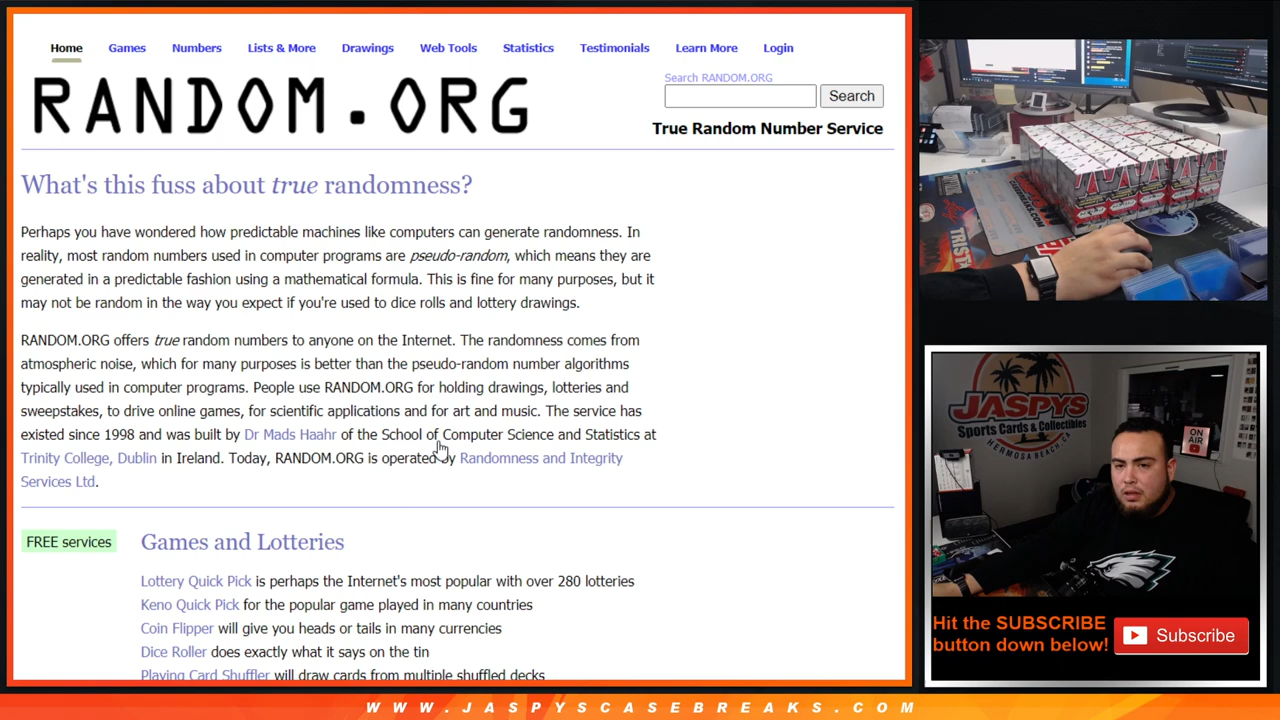 Home Games Numbers Lists & More Drawings Web Tools Statistics Testimonials Learn More Login
RANDOM.ORG
Search RANDOM.ORG
Search
True Random Number Service
What's this fuss about true randomness?
Perhaps you have wondered how predictable machines like computers can generate randomness. In
reality, most random numbers used in computer programs are pseudo-random, which means they are
generated in a predictable fashion using a mathematical formula. This is fine for many purposes, but it
may not be random in the way you expect if you're used to dice rolls and lottery drawings.
RANDOM.ORG offers true random numbers to anyone on the Internet. The randomness comes from
atmospheric noise, which for many purposes is better than the pseudo-random number algorithms
typically used in computer programs. People use RANDOM.ORG for holding drawings, lotteries and
sweepstakes, to drive online games, for scientific applications and for art and music. The service has
existed since 1998 and was built by Dr Mads Haahr of the School of Computer Science and Statistics at
Trinity College, Dublin in Ireland. Today, RANDOM.ORG is operated by Randomness and Integrity
Services Ltd.
FREE services
Games and Lotteries
Lottery Quick Pick is perhaps the Internet's most popular with over 280 lotteries
Keno Quick Pick for the popular game played in many countries
Coin Flipper will give you heads or tails in many currencies
Dice Roller does exactly what it says on the tin
Playing Card Shuffler will draw cards from multiple shuffled decks
JASPYS
Sports Cards & Collectibles
HERMOSA BEACH, CA
ON
AIR
Hit the SUBSCRIBE
button down below!
Subscribe
WWW.JASPYSCASEBREAKS.COM